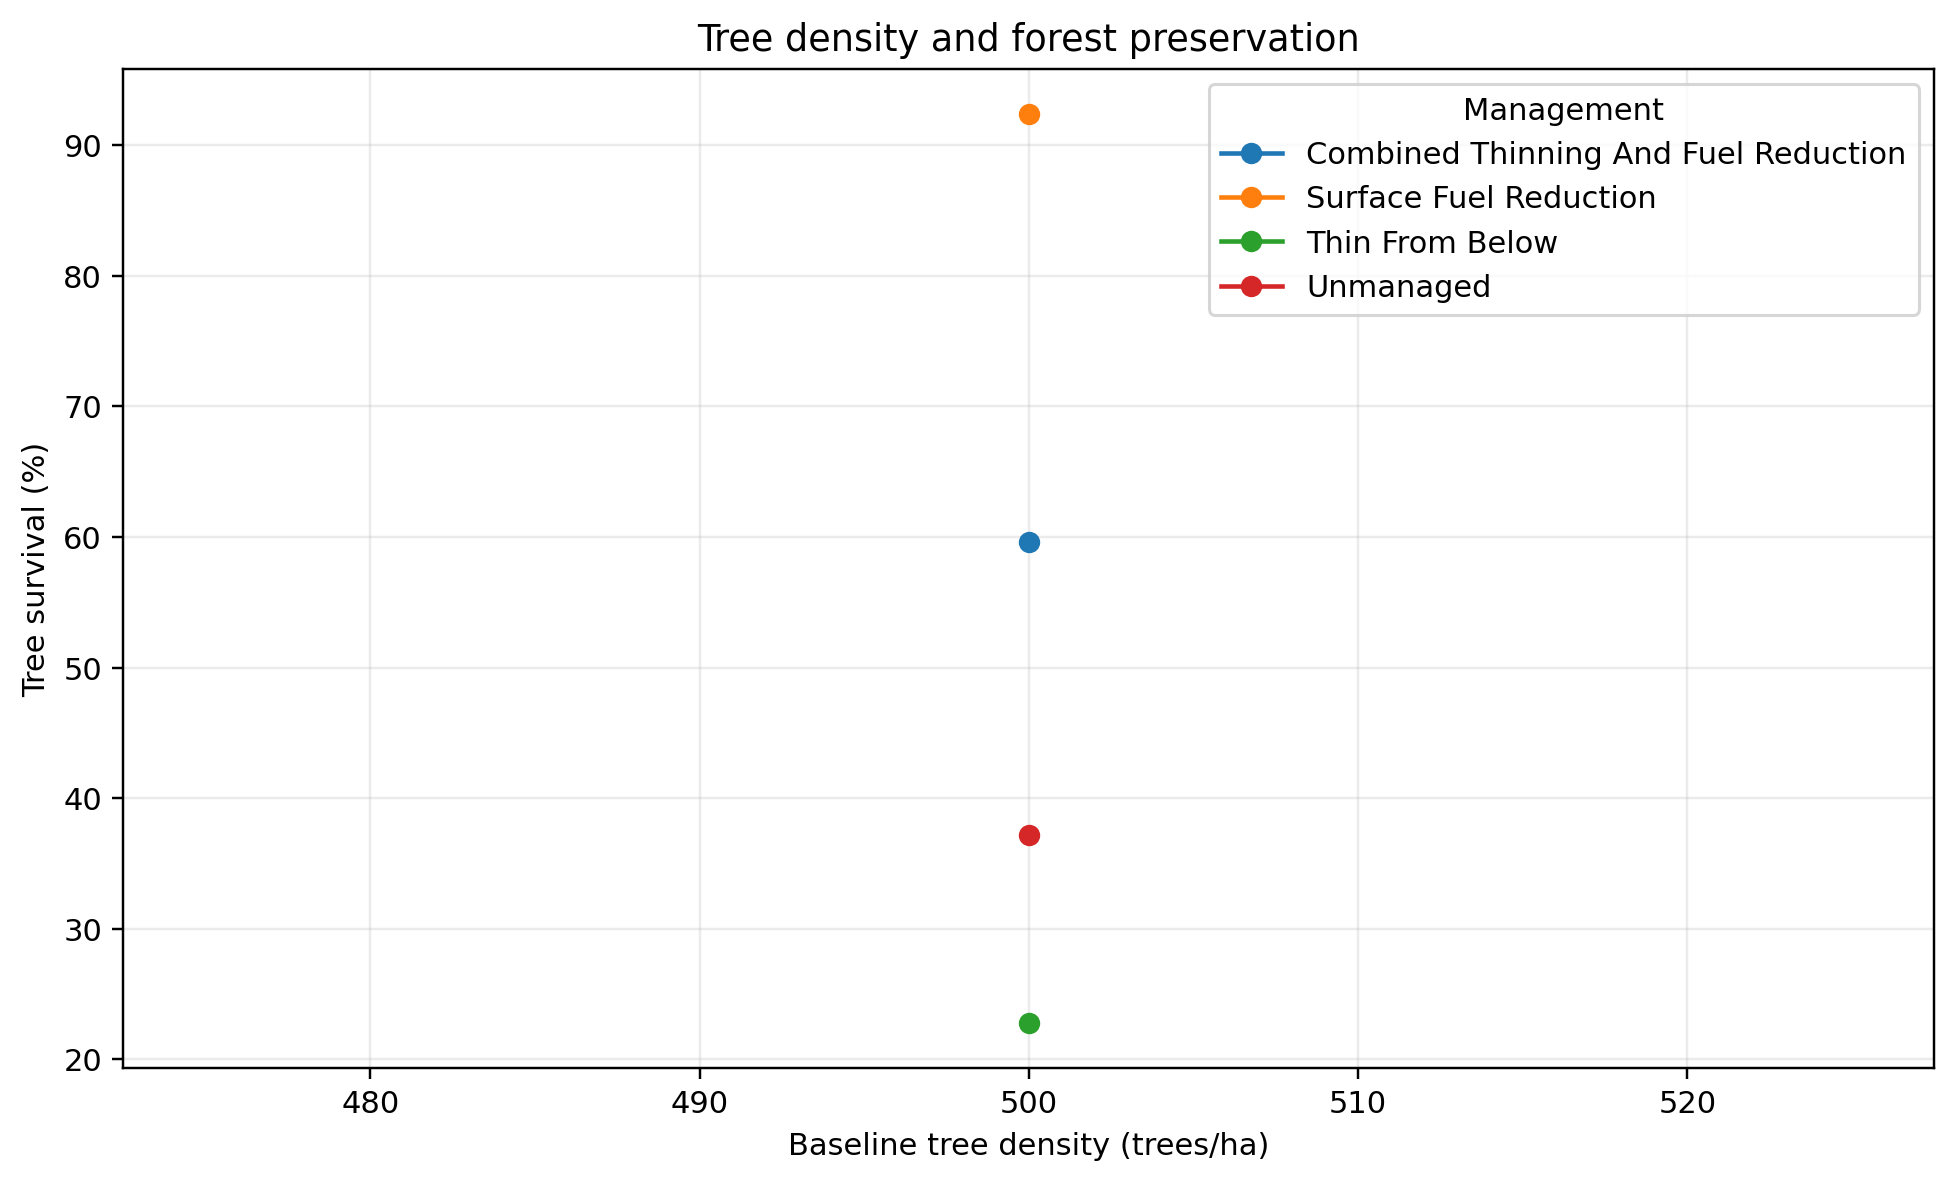 Tree density and forest preservation
Management
Combined Thinning And Fuel Reduction
Surface Fuel Reduction
Thin From Below
Unmanaged
90
80
70
60
50
40
30
20
Tree survival (%)
480 490 500 510 520
Baseline tree density (trees/ha)